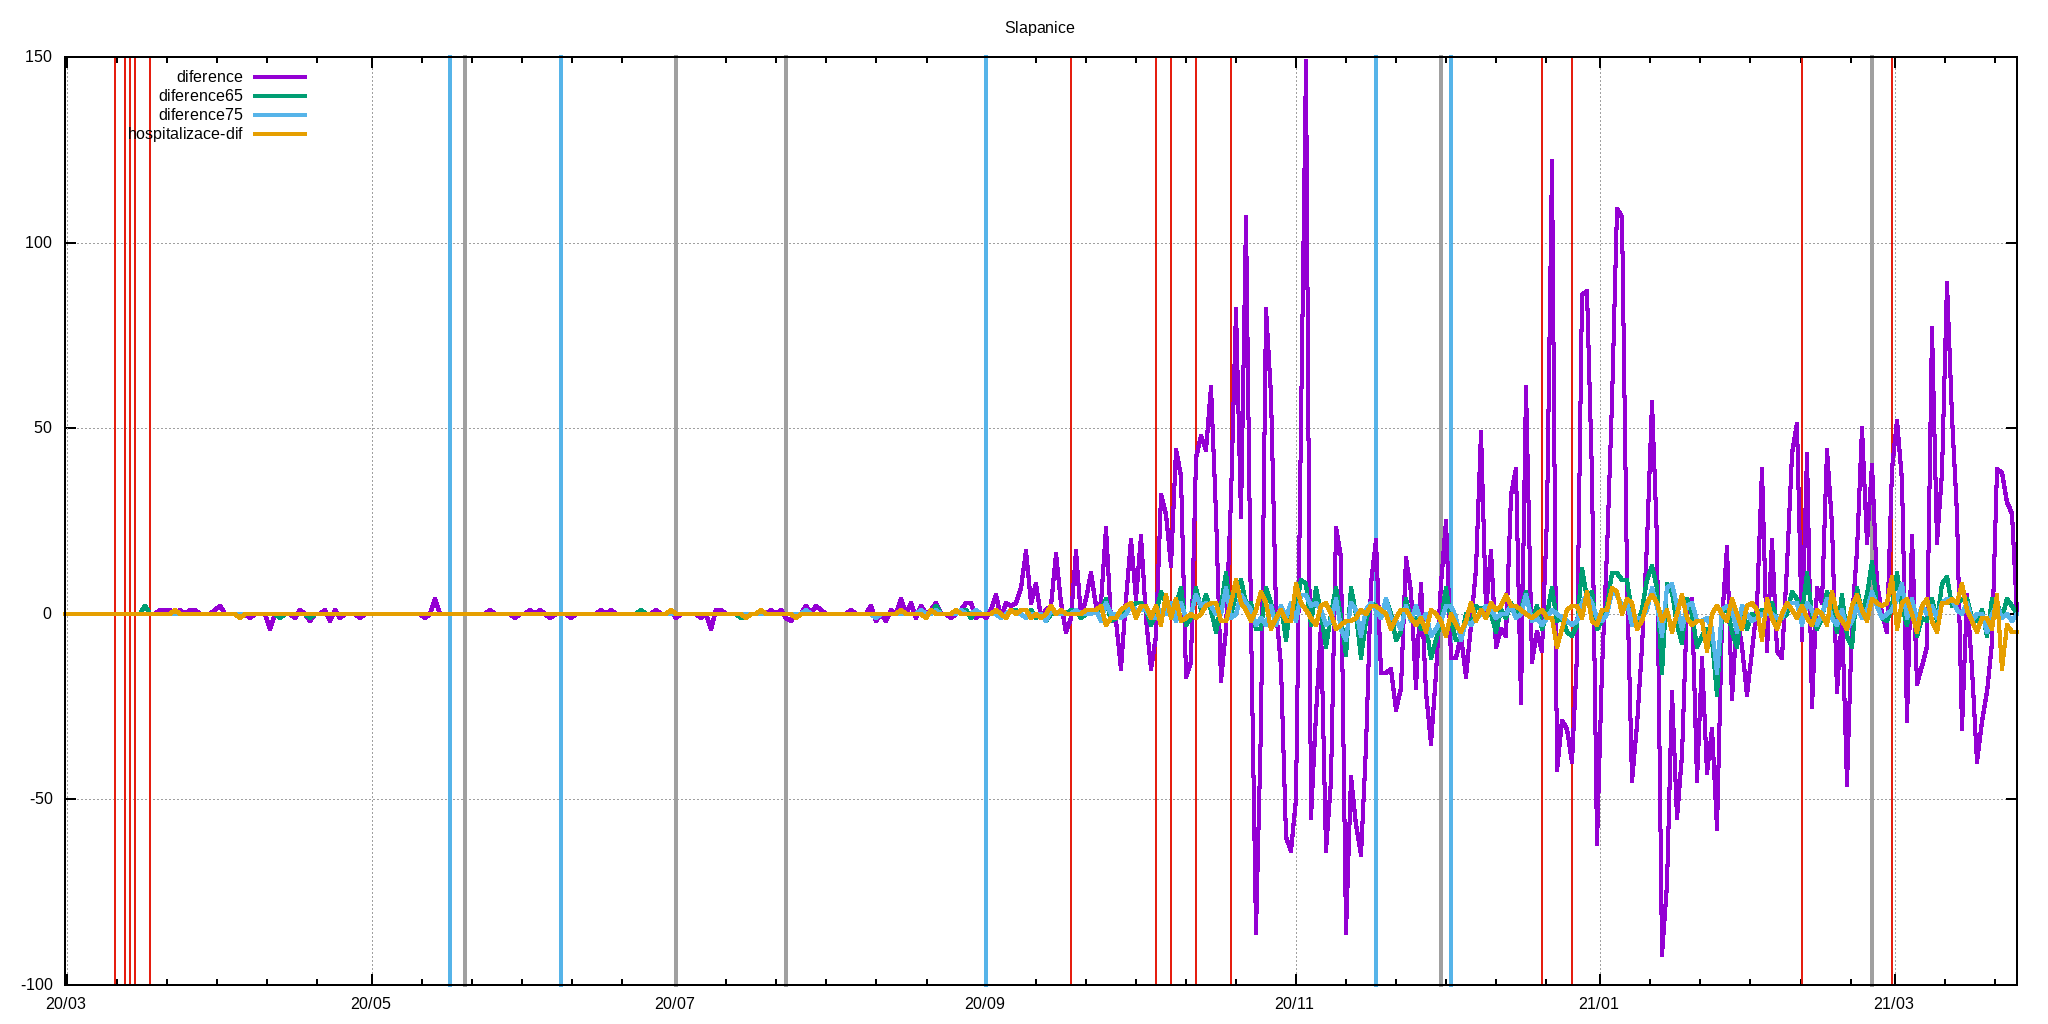 Slapanice
150
diference
diference65
diference75
hospitalizace-dif
100
50
0
-50
-100
20/03 20/05 20/07 20/09 20/11 21/01 21/03